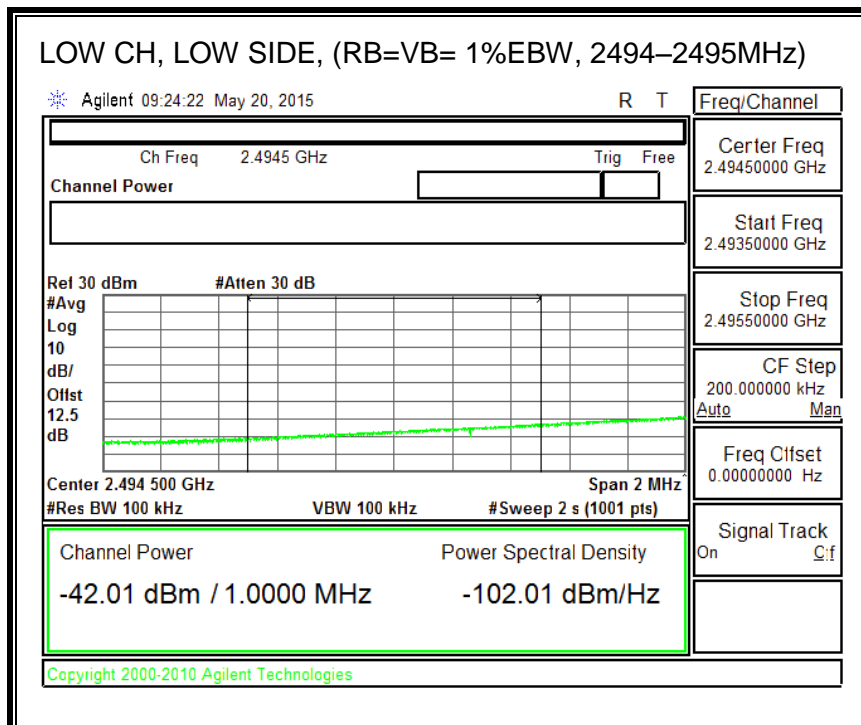 LOW CH, LOW SIDE, (RB=VB= 1%EBW, 2494–2495MHz)
Agilent 09:24:22 May 20, 2015 R T
Freq/Channel
Ch Freq 2.4945 GHz Trig Free
Channel Power
Center Freq
2.49450000 GHz
Start Freq
2.49350000 GHz
Stop Freq
2.49550000 GHz
CF Step
200.000000 kHz
Auto Man
Freq Offset
0.00000000 Hz
Signal Track
On Off
Ref 30 dBm #Atten 30 dB
#Avg
Log
10
dB/
Offst
12.5
dB
Center 2.494 500 GHz Span 2 MHz
#Res BW 100 kHz VBW 100 kHz #Sweep 2 s (1001 pts)
Channel Power Power Spectral Density
-42.01 dBm / 1.0000 MHz -102.01 dBm/Hz
Copyright 2000-2010 Agilent Technologies